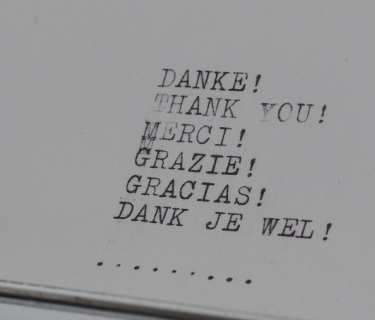 DANKE!
THANK YOU!
MERCI!
GRAZIE!
GRACIAS!
DANK JE WEL!
.........